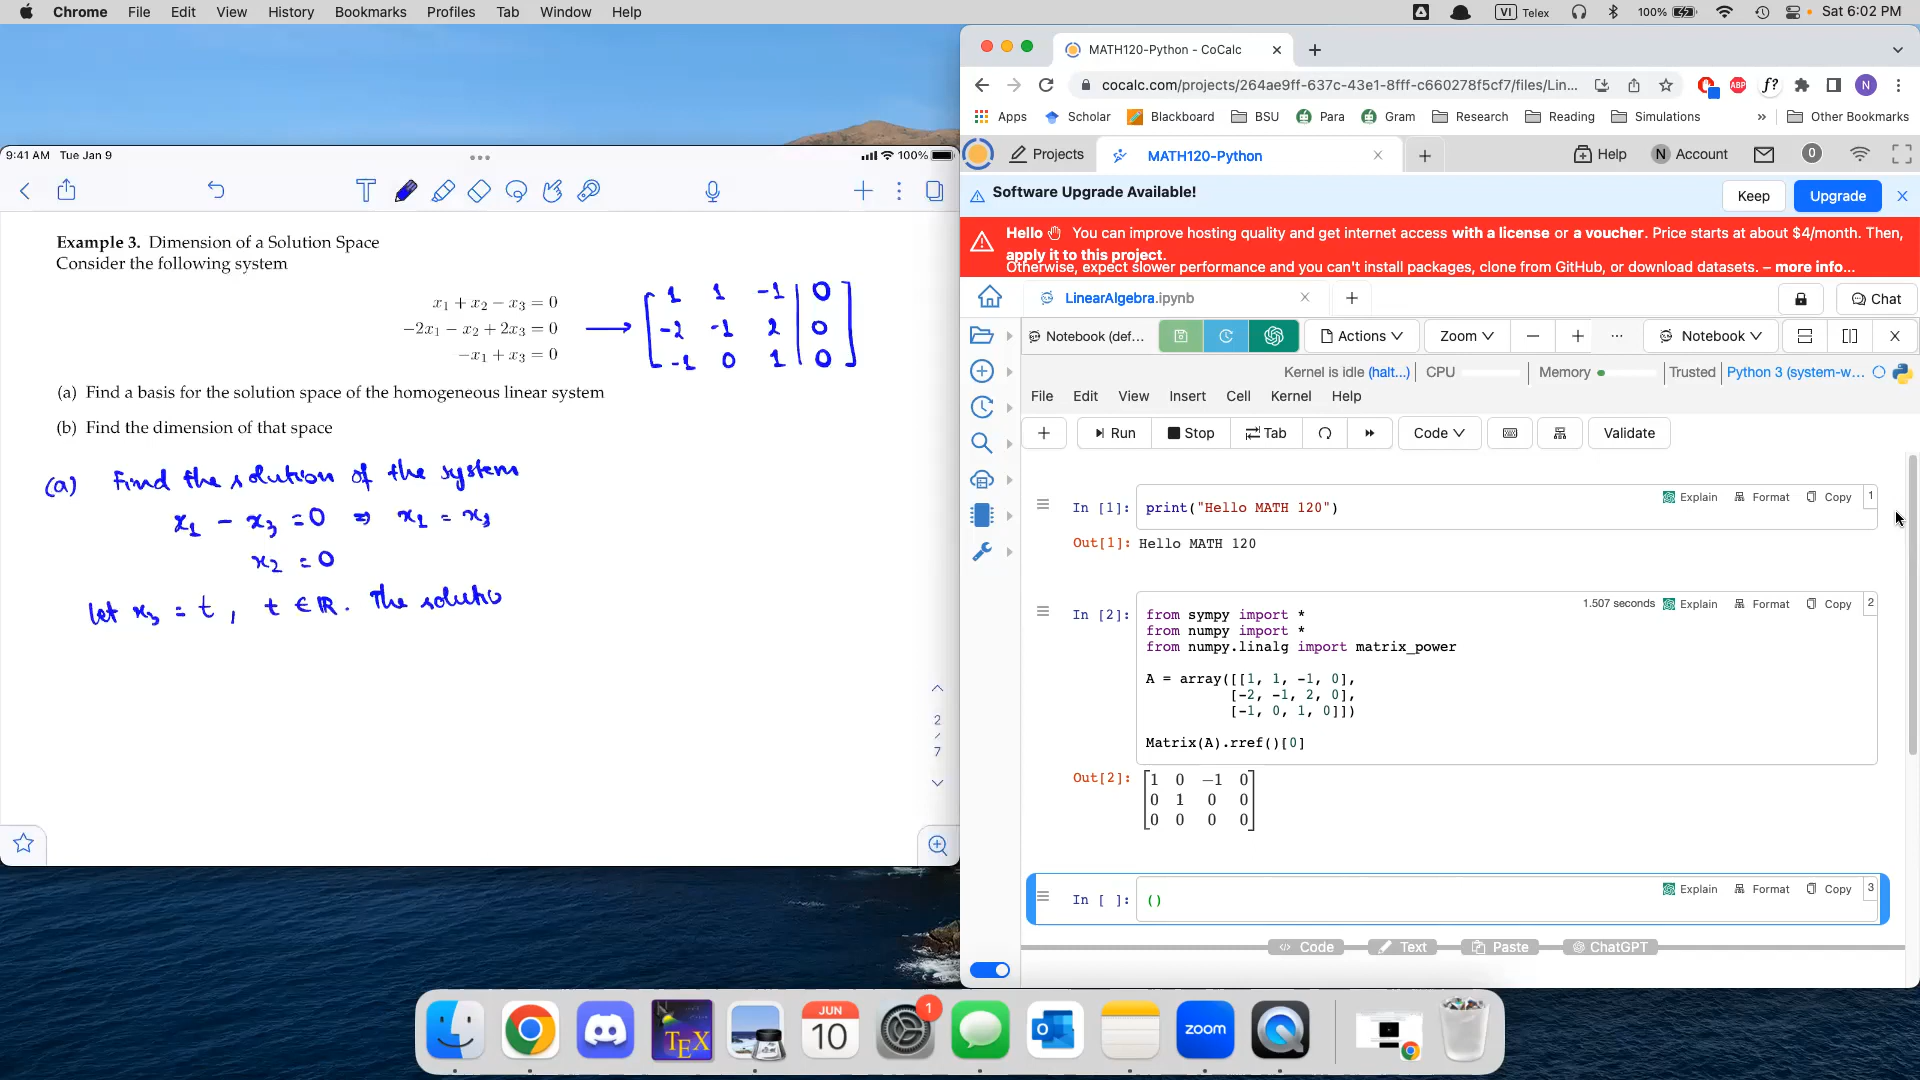 Chrome File Edit View History Bookmarks Profiles Tab Window Help
VI Telex 100% Sat 6:02 PM
9:41 AM Tue Jan 9
100%
Example 3. Dimension of a Solution Space
Consider the following system
x₁ + x₂ − x₃ = 0
−2x₁ − x₂ + 2x₃ = 0
−x₁ + x₃ = 0
1 1 -1 | 0
-2 -1 2 | 0
-1 0 1 | 0
(a) Find a basis for the solution space of the homogeneous linear system
(b) Find the dimension of that space
(a) Find the solution of the system
x₁ - x₃ = 0 ⇒ x₁ = x₃
x₂ = 0
let x₃ = t, t ∈ ℝ. The solutio
2
/
7
MATH120-Python - CoCalc
cocalc.com/projects/264ae9ff-637c-43e1-8fff-c660278f5cf7/files/Lin...
ABP f? N
Apps Scholar Blackboard BSU Para Gram Research Reading Simulations » Other Bookmarks
Projects MATH120-Python Help N Account 0
Software Upgrade Available! Keep Upgrade
Hello You can improve hosting quality and get internet access with a license or a voucher. Price starts at about $4/month. Then,
apply it to this project.
Otherwise, expect slower performance and you can't install packages, clone from GitHub, or download datasets. – more info...
LinearAlgebra.ipynb Chat
Notebook (def... Actions Zoom Notebook
Kernel is idle (halt...) CPU Memory Trusted Python 3 (system-w...
File Edit View Insert Cell Kernel Help
Run Stop Tab Code Validate
Explain Format Copy 1
In [1]: print("Hello MATH 120")
Out[1]: Hello MATH 120
1.507 seconds Explain Format Copy 2
In [2]: from sympy import *
from numpy import *
from numpy.linalg import matrix_power
A = array([[1, 1, -1, 0],
[-2, -1, 2, 0],
[-1, 0, 1, 0]])
Matrix(A).rref()[0]
Out[2]: 1 0 −1 0
0 1 0 0
0 0 0 0
Explain Format Copy 3
In [ ]: ()
Code Text Paste ChatGPT
TEX JUN 10 1 zoom